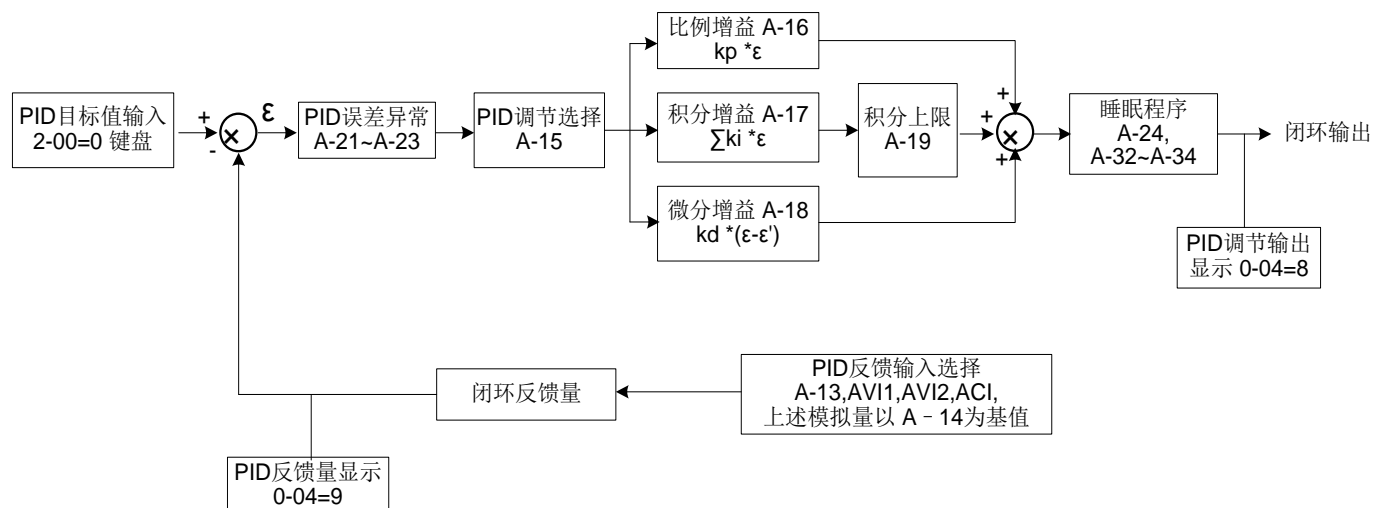 PID目标值输入
2-00=0 键盘
+
-
×
ε
PID误差异常
A-21~A-23
PID调节选择
A-15
比例增益 A-16
kp *ε
积分增益 A-17
∑ki *ε
微分增益 A-18
kd *(ε-ε')
积分上限
A-19
+
+
+
×
睡眠程序
A-24,
A-32~A-34
闭环输出
PID调节输出
显示 0-04=8
闭环反馈量
PID反馈输入选择
A-13,AVI1,AVI2,ACI,
上述模拟量以 A－14为基值
PID反馈量显示
0-04=9